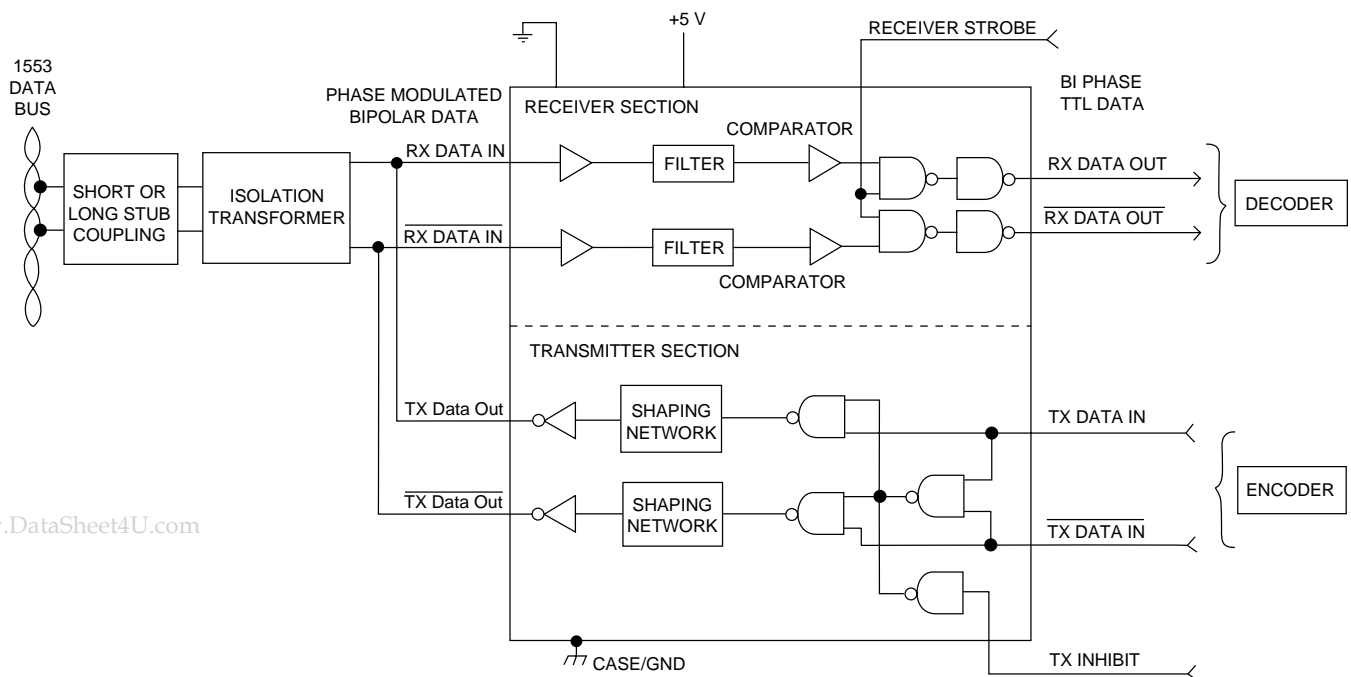 +5 V
RECEIVER STROBE
1553
DATA
BUS
PHASE MODULATED
BIPOLAR DATA
RECEIVER SECTION
BI PHASE
TTL DATA
COMPARATOR
RX DATA IN
FILTER
RX DATA OUT
SHORT OR
LONG STUB
COUPLING
ISOLATION
TRANSFORMER
DECODER
RX DATA IN
FILTER
RX DATA OUT
COMPARATOR
TRANSMITTER SECTION
TX Data Out
SHAPING
NETWORK
TX DATA IN
TX Data Out
SHAPING
NETWORK
ENCODER
TX DATA IN
.DataSheet4U.com
CASE/GND
TX INHIBIT